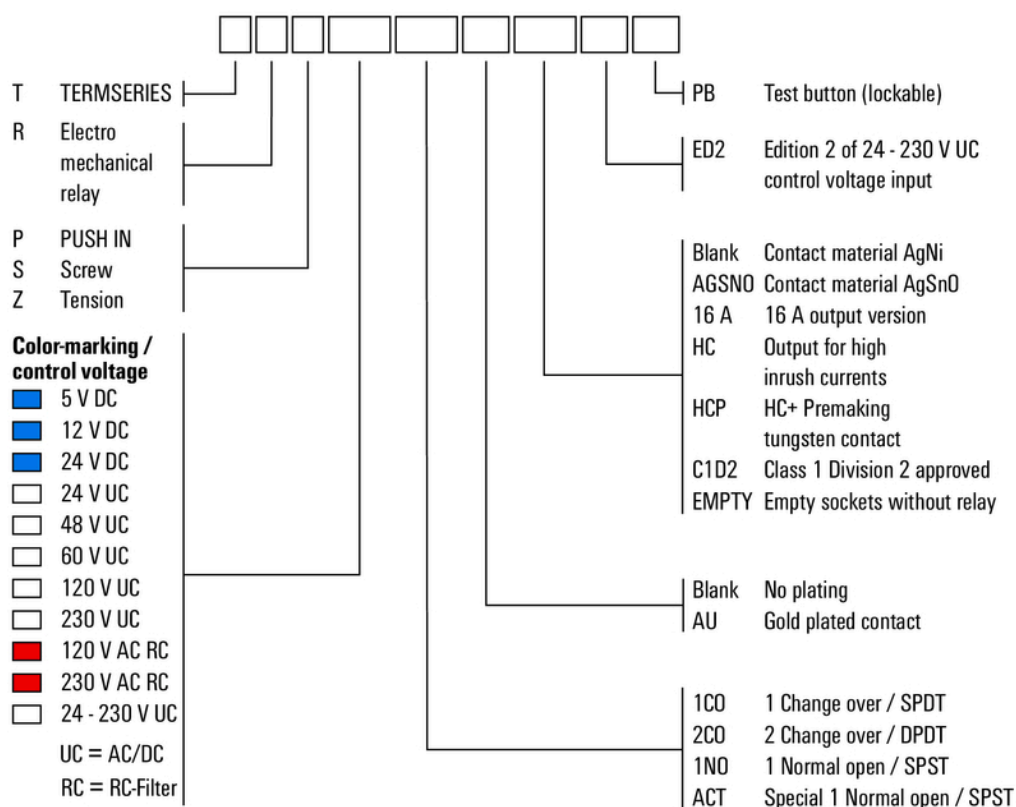 T TERMSERIES
R Electro
mechanical
relay
P PUSH IN
S Screw
Z Tension
Color-marking /
control voltage
5 V DC
12 V DC
24 V DC
24 V UC
48 V UC
60 V UC
120 V UC
230 V UC
120 V AC RC
230 V AC RC
24 - 230 V UC
UC = AC/DC
RC = RC-Filter
PB Test button (lockable)
ED2 Edition 2 of 24 - 230 V UC
control voltage input
Blank Contact material AgNi
AGSNO Contact material AgSnO
16 A 16 A output version
HC Output for high
inrush currents
HCP HC+ Premaking
tungsten contact
C1D2 Class 1 Division 2 approved
EMPTY Empty sockets without relay
Blank No plating
AU Gold plated contact
1CO 1 Change over / SPDT
2CO 2 Change over / DPDT
1NO 1 Normal open / SPST
ACT Special 1 Normal open / SPST